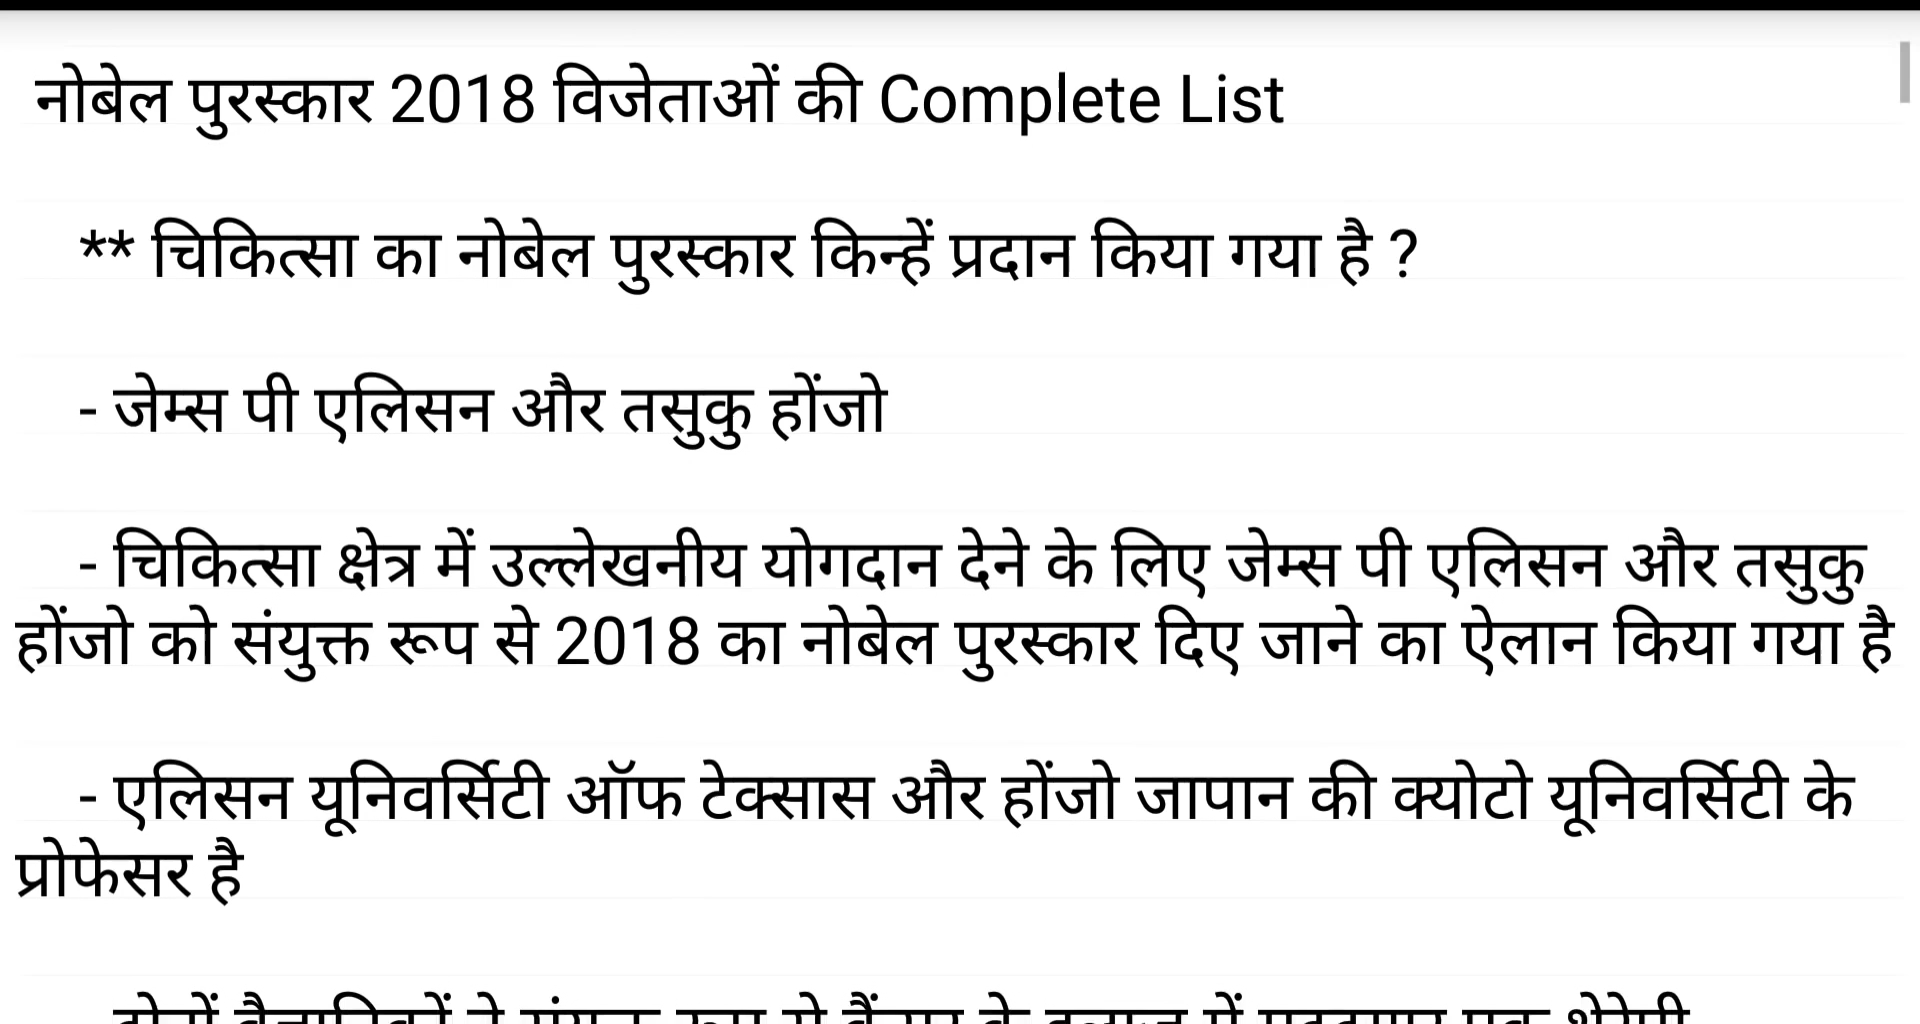 नोबेल पुरस्कार 2018 विजेताओं की Complete List
** चिकित्सा का नोबेल पुरस्कार किन्हें प्रदान किया गया है ?
- जेम्स पी एलिसन और तसुकु होंजो
- चिकित्सा क्षेत्र में उल्लेखनीय योगदान देने के लिए जेम्स पी एलिसन और तसुकु
होंजो को संयुक्त रूप से 2018 का नोबेल पुरस्कार दिए जाने का ऐलान किया गया है
- एलिसन यूनिवर्सिटी ऑफ टेक्सास और होंजो जापान की क्योटो यूनिवर्सिटी के
प्रोफेसर है